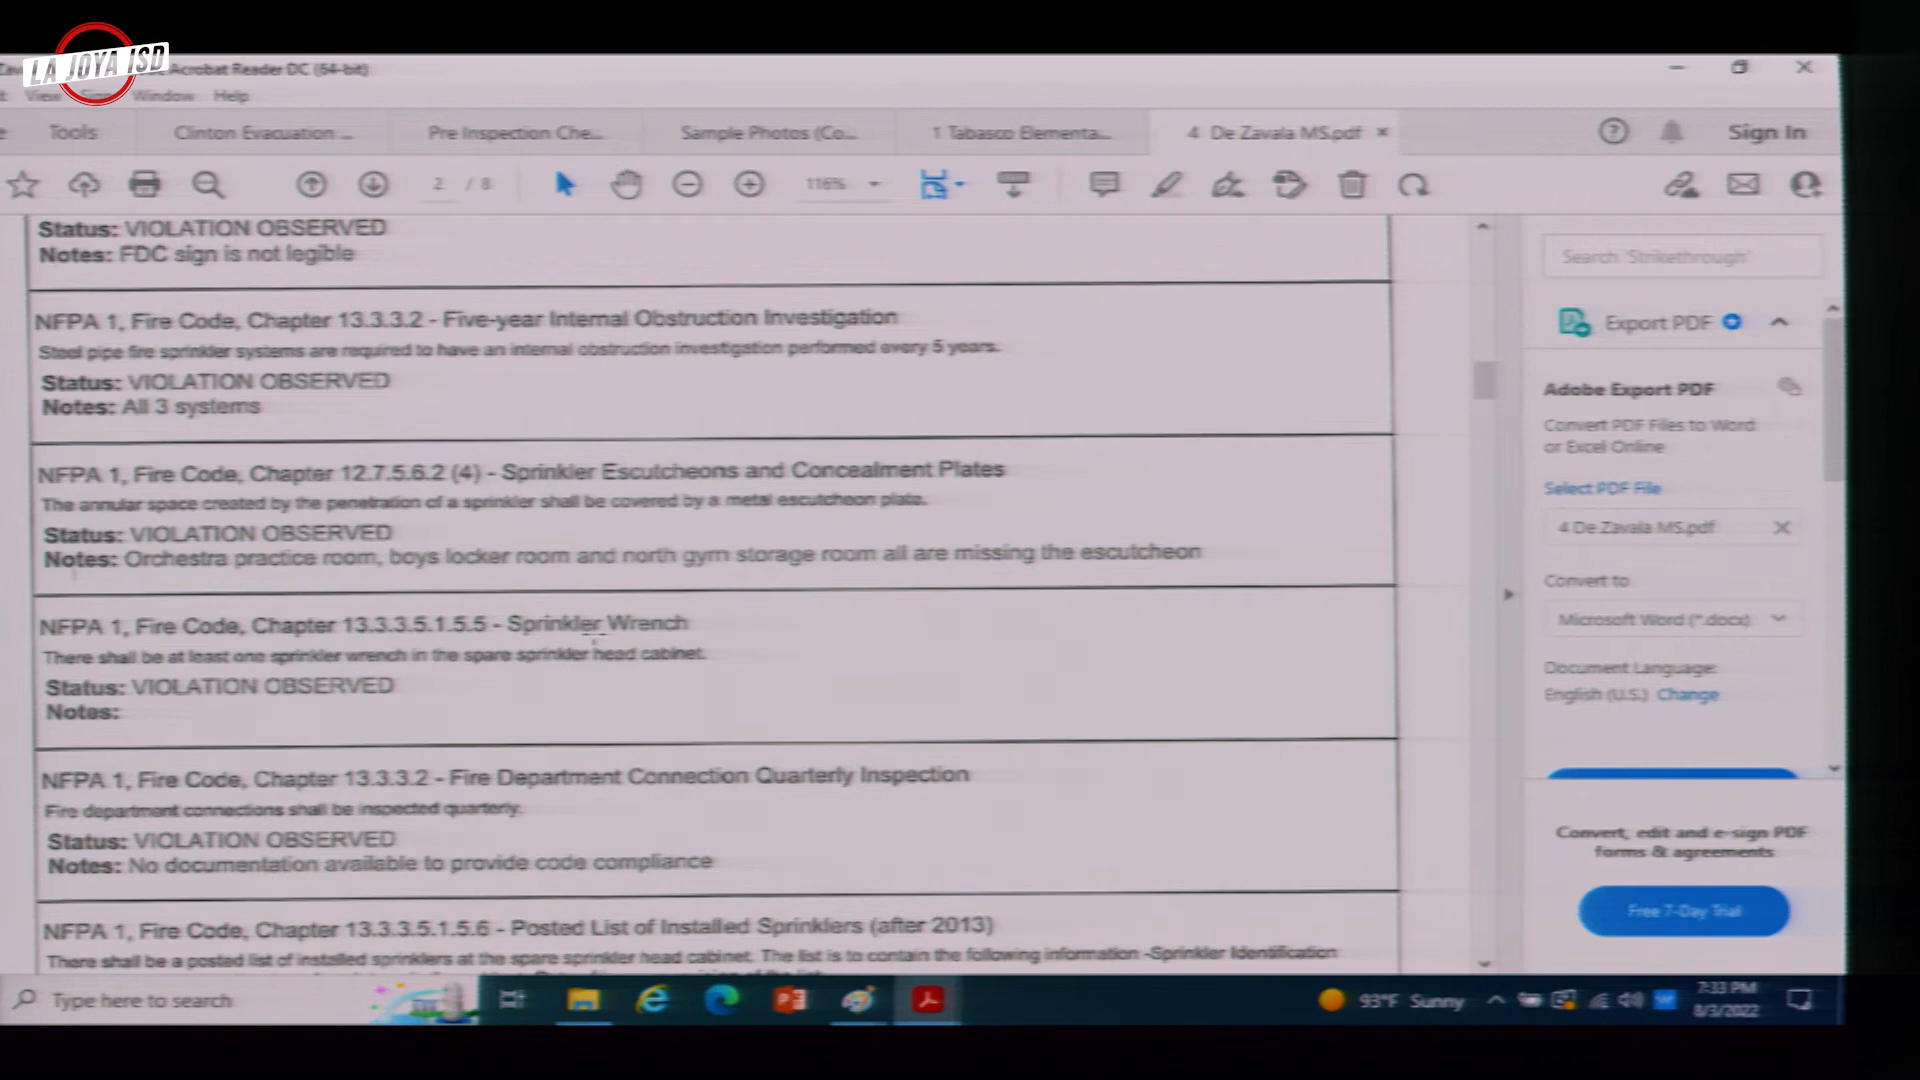 LA JOYA ISD
Acrobat Reader DC (64-bit)
View Sign Window Help
Tools Clinton Evacuation ... Pre Inspection Che... Sample Photos (Co... 1 Tabasco Elementa... 4 De Zavala MS.pdf × Sign In
2 / 8 116%
Status: VIOLATION OBSERVED
Notes: FDC sign is not legible
Search 'Strikethrough'
NFPA 1, Fire Code, Chapter 13.3.3.2 - Five-year Internal Obstruction Investigation
Steel pipe fire sprinkler systems are required to have an internal obstruction investigation performed every 5 years.
Status: VIOLATION OBSERVED
Notes: All 3 systems
NFPA 1, Fire Code, Chapter 12.7.5.6.2 (4) - Sprinkler Escutcheons and Concealment Plates
The annular space created by the penetration of a sprinkler shall be covered by a metal escutcheon plate.
Status: VIOLATION OBSERVED
Notes: Orchestra practice room, boys locker room and north gym storage room all are missing the escutcheon
NFPA 1, Fire Code, Chapter 13.3.3.5.1.5.5 - Sprinkler Wrench
There shall be at least one sprinkler wrench in the spare sprinkler head cabinet.
Status: VIOLATION OBSERVED
Notes:
NFPA 1, Fire Code, Chapter 13.3.3.2 - Fire Department Connection Quarterly Inspection
Fire department connections shall be inspected quarterly.
Status: VIOLATION OBSERVED
Notes: No documentation available to provide code compliance
NFPA 1, Fire Code, Chapter 13.3.3.5.1.5.6 - Posted List of Installed Sprinklers (after 2013)
There shall be a posted list of installed sprinklers at the spare sprinkler head cabinet. The list is to contain the following information -Sprinkler Identification
Export PDF
Adobe Export PDF
Convert PDF Files to Word
or Excel Online
Select PDF File
4 De Zavala MS.pdf
Convert to
Microsoft Word (*.docx)
Document Language:
English (U.S.) Change
Convert, edit and e-sign PDF
forms & agreements
Free 7-Day Trial
Type here to search
93°F Sunny
7:33 PM
8/3/2022